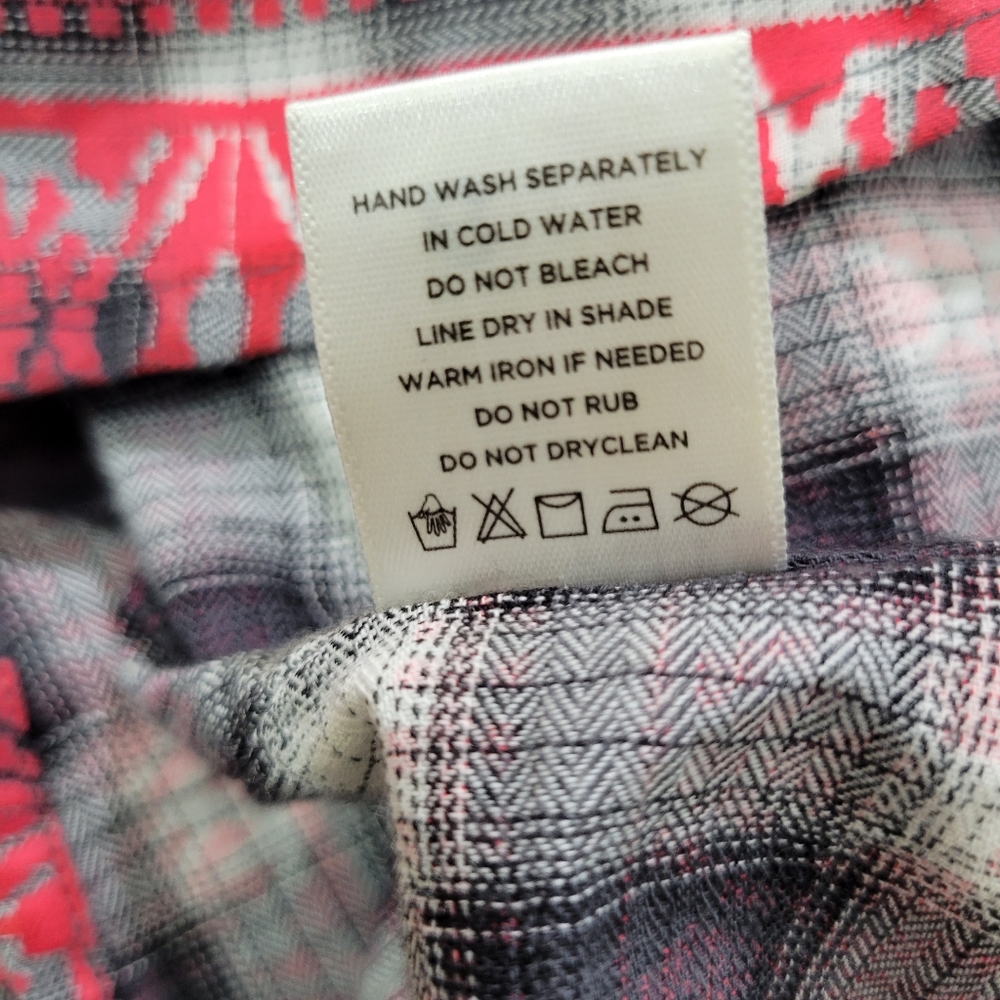 HAND WASH SEPARATELY
IN COLD WATER
DO NOT BLEACH
LINE DRY IN SHADE
WARM IRON IF NEEDED
DO NOT RUB
DO NOT DRYCLEAN